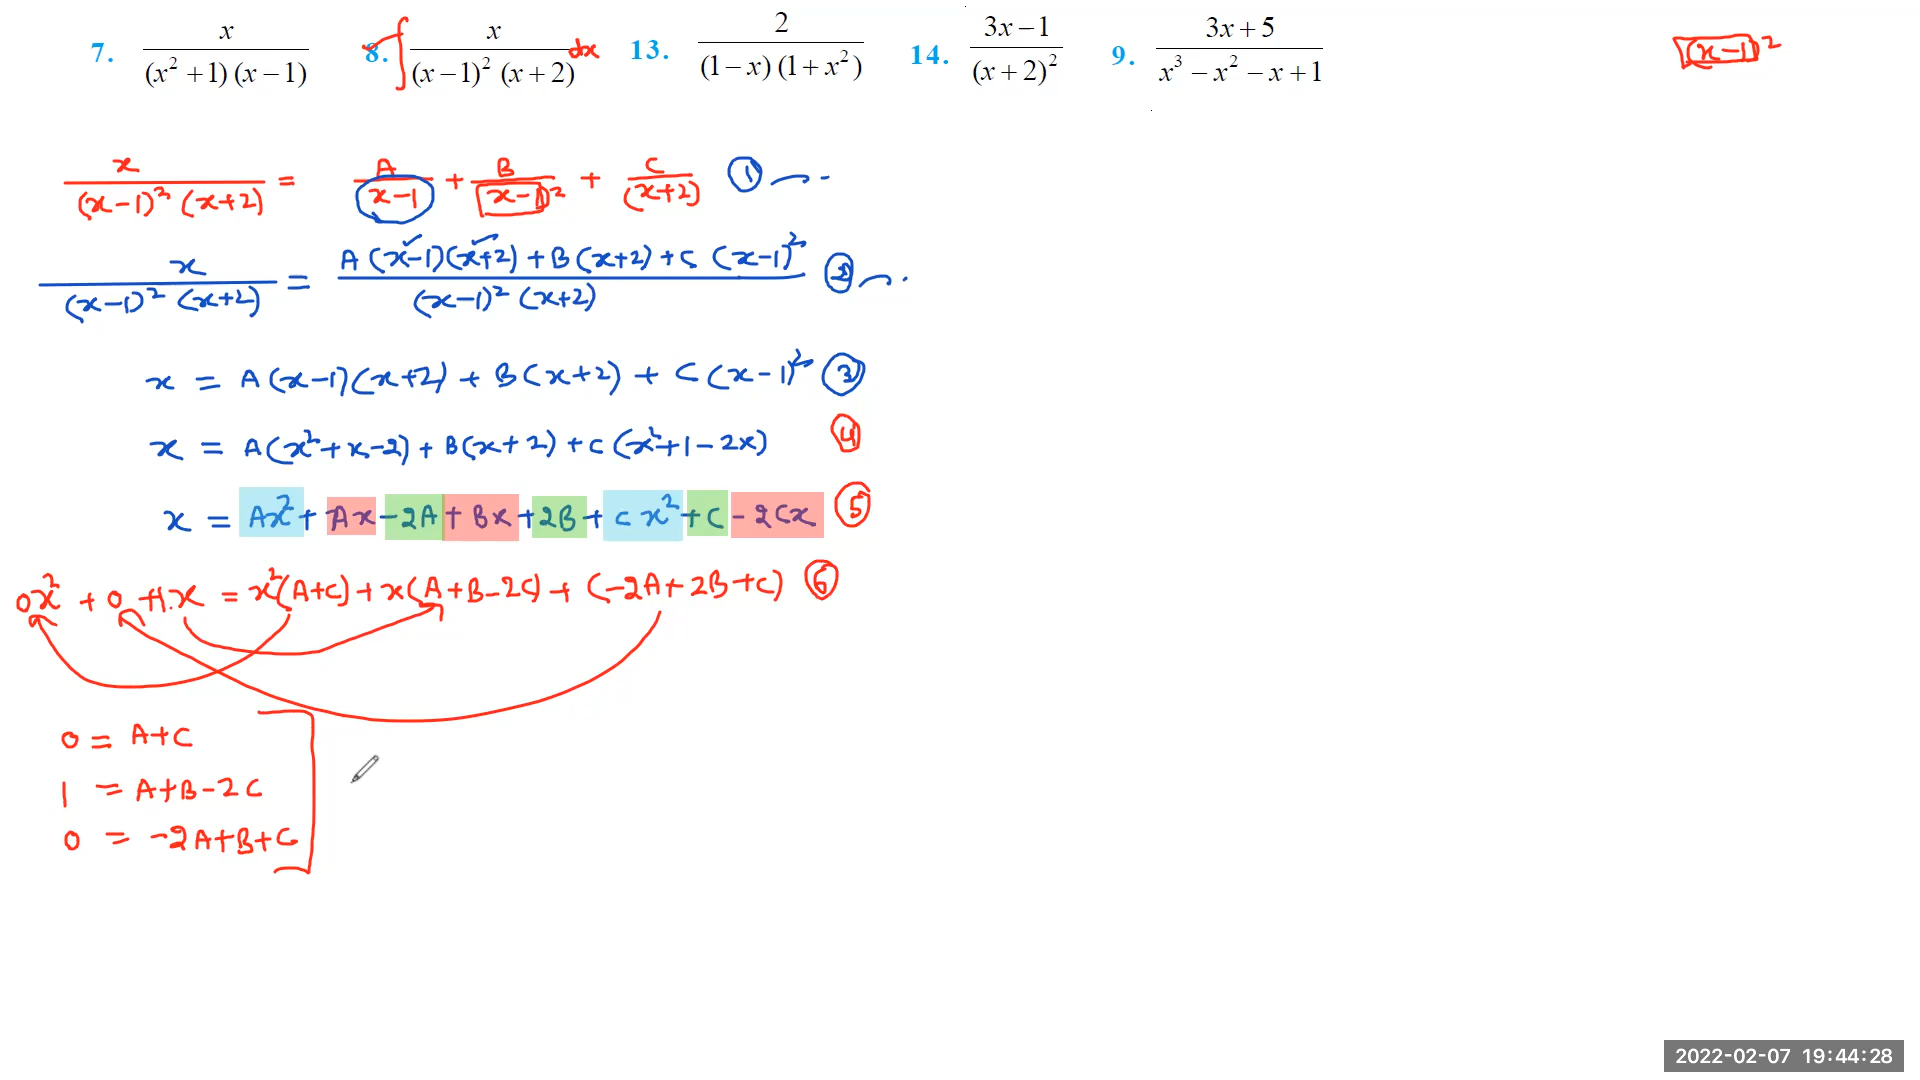 7. x/((x² + 1) (x − 1)) 8. ∫ x/((x − 1)² (x + 2)) dx 13. 2/((1 − x) (1 + x²)) 14. (3x − 1)/(x + 2)² 9. (3x + 5)/(x³ − x² − x + 1) (x−1)²
x/((x−1)² (x+2)) = A/(x−1) + B/(x−1)² + C/(x+2) ①
x/((x−1)² (x+2)) = (A(x−1)(x+2) + B(x+2) + C(x−1)²)/((x−1)² (x+2)) ②
x = A(x−1)(x+2) + B(x+2) + C(x−1)² ③
x = A(x²+x−2) + B(x+2) + C(x²+1−2x) ④
x = Ax² + Ax − 2A + Bx + 2B + Cx² + C − 2Cx ⑤
0x² + 0 + 1.x = x²(A+C) + x(A+B−2C) + (−2A+2B+C) ⑥
0 = A+C
1 = A+B−2C
0 = −2A+B+C
2022-02-07 19:44:28